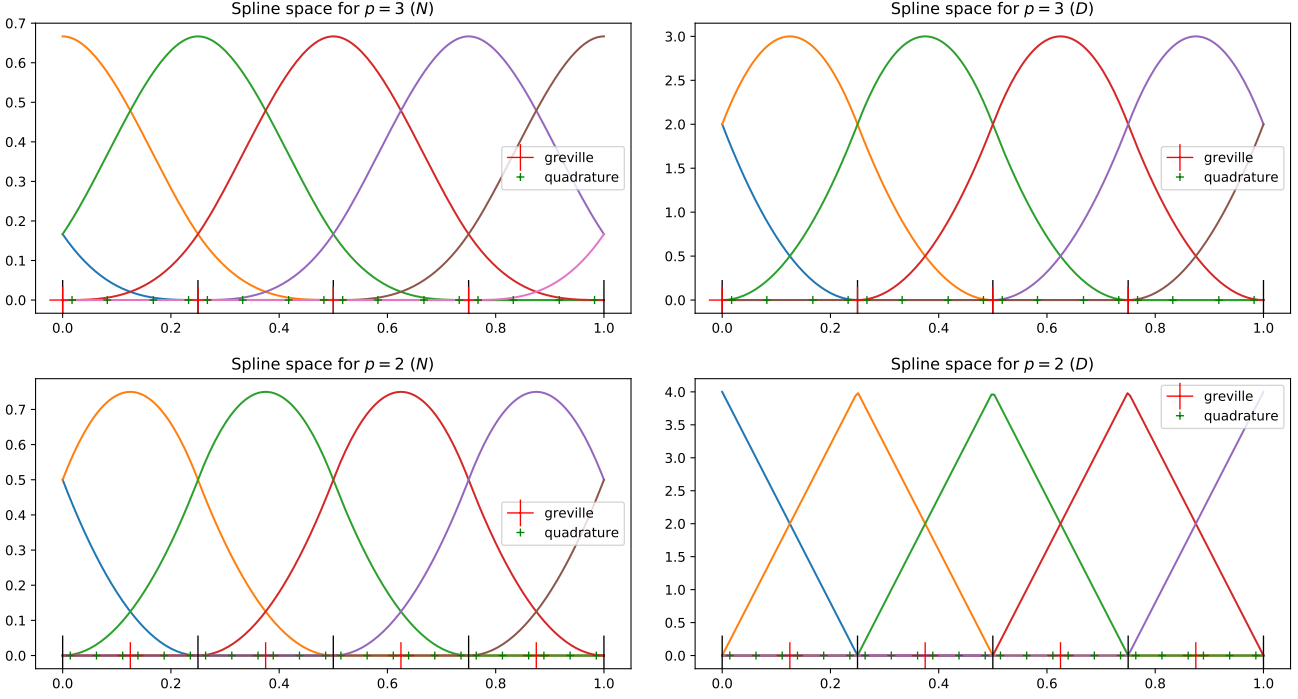 Spline space for p = 3 (N)
0.7
0.6
0.5
0.4
0.3
0.2
0.1
0.0
greville
quadrature
0.0 0.2 0.4 0.6 0.8 1.0
Spline space for p = 3 (D)
3.0
2.5
2.0
1.5
1.0
0.5
0.0
greville
quadrature
0.0 0.2 0.4 0.6 0.8 1.0
Spline space for p = 2 (N)
0.7
0.6
0.5
0.4
0.3
0.2
0.1
0.0
greville
quadrature
0.0 0.2 0.4 0.6 0.8 1.0
Spline space for p = 2 (D)
4.0
3.5
3.0
2.5
2.0
1.5
1.0
0.5
0.0
greville
quadrature
0.0 0.2 0.4 0.6 0.8 1.0